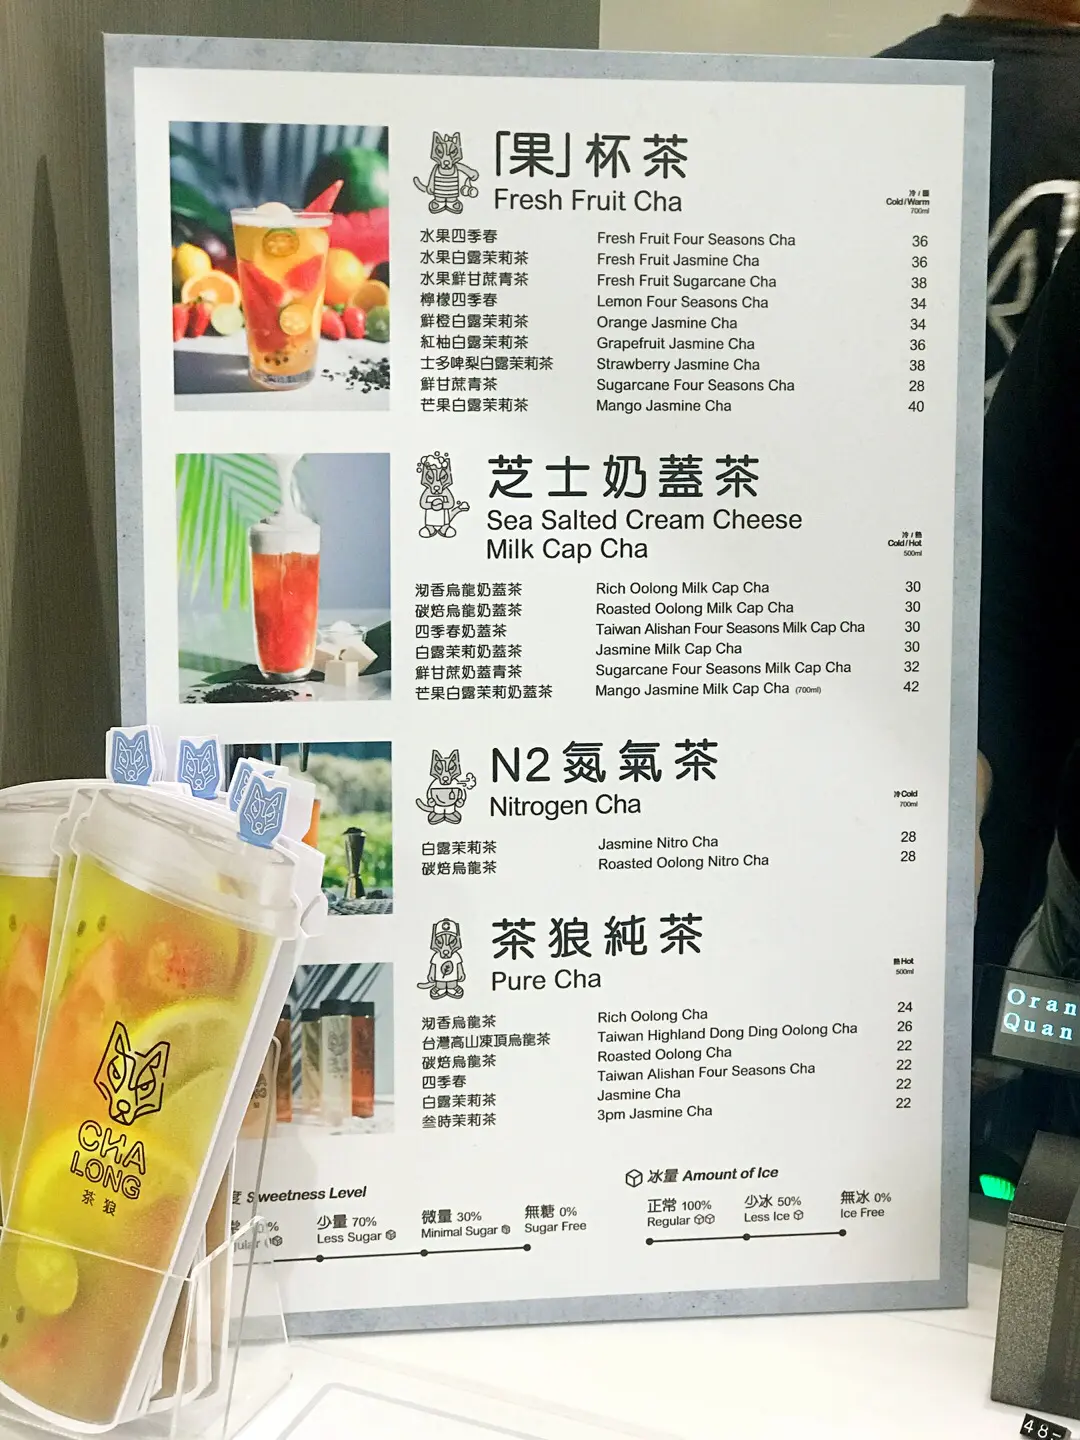 「果」杯茶
Fresh Fruit Cha
冷 / 暖
Cold / Warm
700ml
水果四季春 Fresh Fruit Four Seasons Cha 36
水果白露茉莉茶 Fresh Fruit Jasmine Cha 36
水果鮮甘蔗青茶 Fresh Fruit Sugarcane Cha 38
檸檬四季春 Lemon Four Seasons Cha 34
鮮橙白露茉莉茶 Orange Jasmine Cha 34
紅柚白露茉莉茶 Grapefruit Jasmine Cha 36
士多啤梨白露茉莉茶 Strawberry Jasmine Cha 38
鮮甘蔗青茶 Sugarcane Four Seasons Cha 28
芒果白露茉莉茶 Mango Jasmine Cha 40
芝士奶蓋茶
Sea Salted Cream Cheese
Milk Cap Cha
冷 / 熱
Cold / Hot
500ml
沏香烏龍奶蓋茶 Rich Oolong Milk Cap Cha 30
碳焙烏龍奶蓋茶 Roasted Oolong Milk Cap Cha 30
四季春奶蓋茶 Taiwan Alishan Four Seasons Milk Cap Cha 30
白露茉莉奶蓋茶 Jasmine Milk Cap Cha 30
鮮甘蔗奶蓋青茶 Sugarcane Four Seasons Milk Cap Cha 32
芒果白露茉莉奶蓋茶 Mango Jasmine Milk Cap Cha (700ml) 42
N2氮氣茶
Nitrogen Cha
冷 Cold
700ml
白露茉莉茶 Jasmine Nitro Cha 28
碳焙烏龍茶 Roasted Oolong Nitro Cha 28
茶狼純茶
Pure Cha
熱 Hot
500ml
沏香烏龍茶 Rich Oolong Cha 24
台灣高山凍頂烏龍茶 Taiwan Highland Dong Ding Oolong Cha 26
碳焙烏龍茶 Roasted Oolong Cha 22
四季春 Taiwan Alishan Four Seasons Cha 22
白露茉莉茶 Jasmine Cha 22
叁時茉莉茶 3pm Jasmine Cha 22
度 Sweetness Level
少量 70% 微量 30% 無糖 0%
Less Sugar Minimal Sugar Sugar Free
冰量 Amount of Ice
正常 100% 少冰 50% 無冰 0%
Regular Less Ice Ice Free
CHA
LONG
茶狼
Oran
Quan
48-